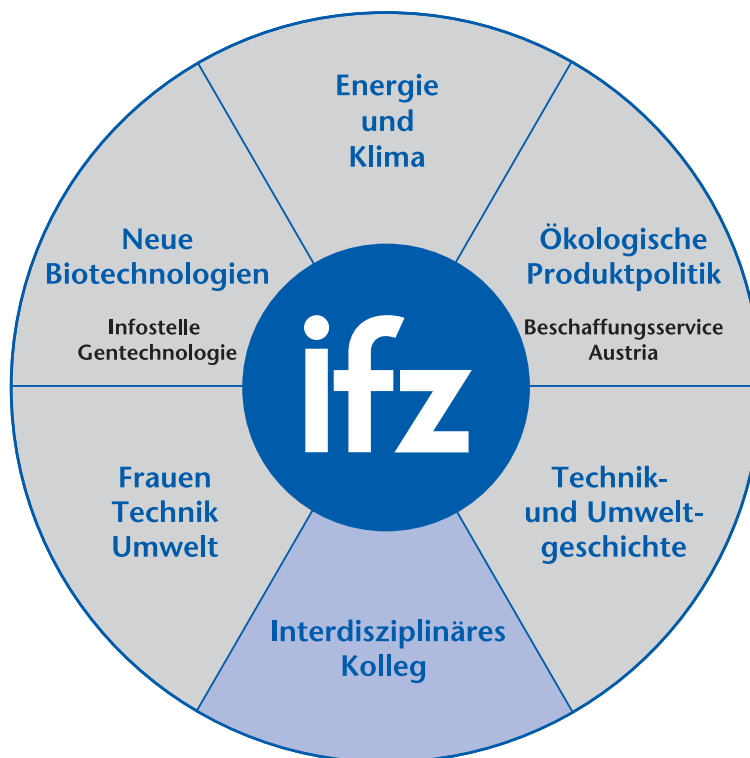 Energie
und
Klima
Ökologische
Produktpolitik
Beschaffungsservice
Austria
Technik-
und Umwelt-
geschichte
Interdisziplinäres
Kolleg
Frauen
Technik
Umwelt
Neue
Biotechnologien
Infostelle
Gentechnologie
ifz